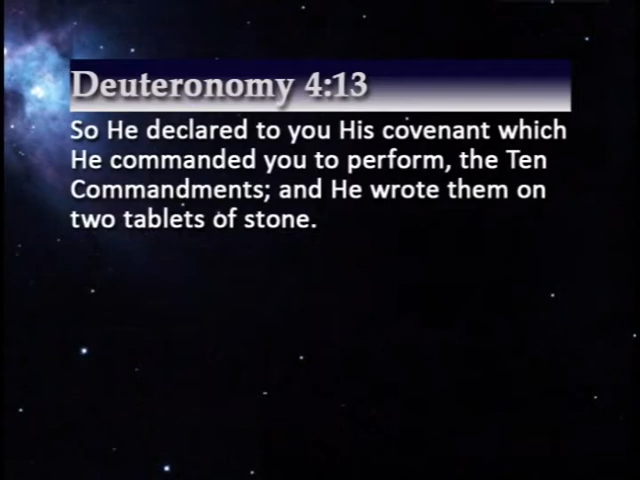 Deuteronomy 4:13
So He declared to you His covenant which
He commanded you to perform, the Ten
Commandments; and He wrote them on
two tablets of stone.